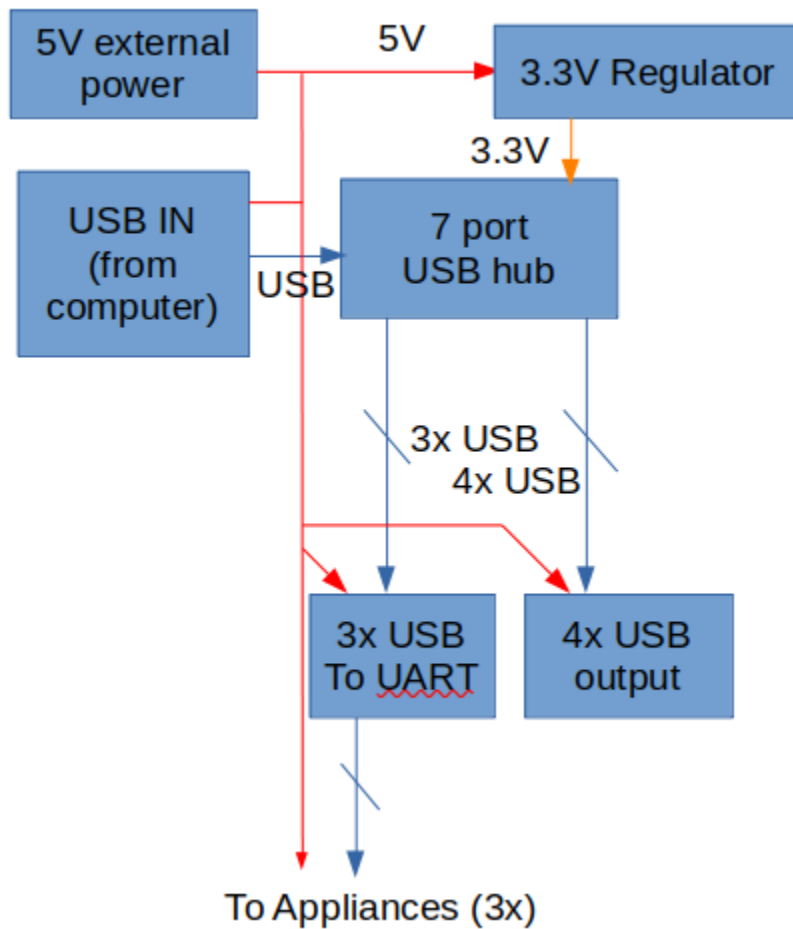 5V external
power
5V
3.3V Regulator
3.3V
USB IN
(from
computer)
USB
7 port
USB hub
3x USB
4x USB
3x USB
To UART
4x USB
output
To Appliances (3x)